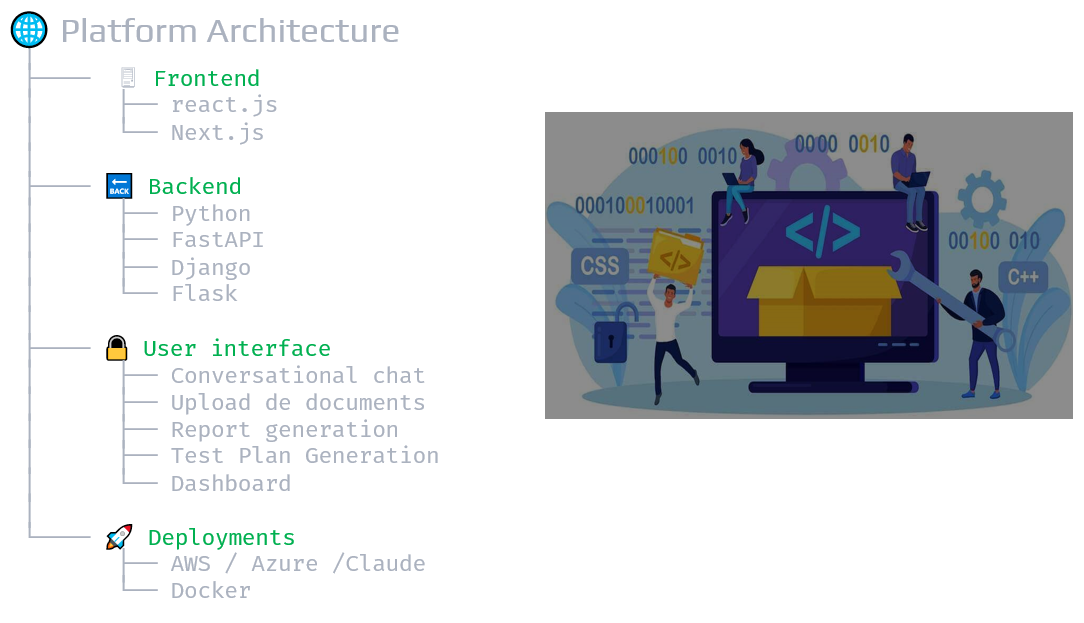 Platform Architecture
Frontend
react.js
Next.js
BACK
Backend
Python
FastAPI
Django
Flask
User interface
Conversational chat
Upload de documents
Report generation
Test Plan Generation
Dashboard
Deployments
AWS / Azure /Claude
Docker
0000 0010
000100 0010
000100010001
</>
00100 010
CSS
</>
C++